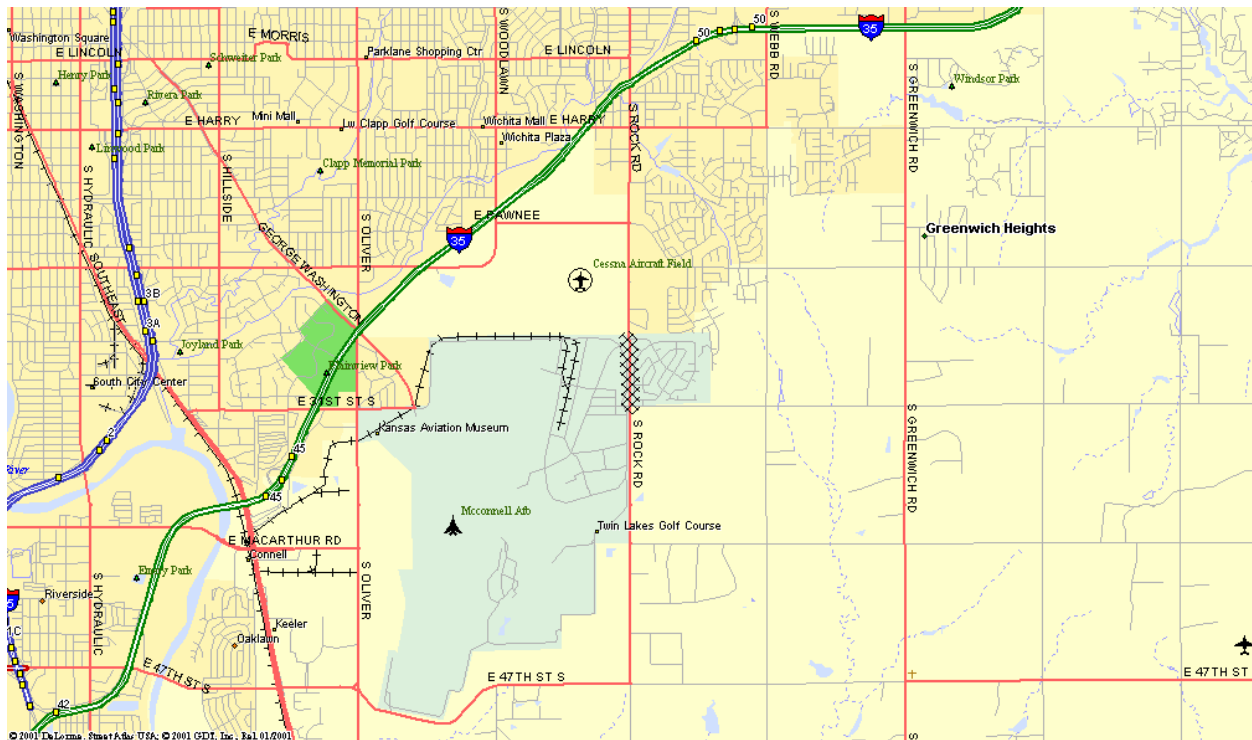 50
S WEBB RD
35
E MORRIS
Washington Square
E LINCOLN
Parklane Shopping Ctr
S WOODLAWN
E LINCOLN
50
Schweiter Park
Henry Park
S WASHINGTON
Rivera Park
S GREENWICH RD
Windsor Park
E HARRY
Mini Mall
Lw Clapp Golf Course
Wichita Mall
E HARRY
S ROCK RD
Wichita Plaza
Linwood Park
Clapp Memorial Park
S HYDRAULIC
S HILLSIDE
S OLIVER
E PAWNEE
35
Greenwich Heights
GEORGE WASHINGTON
SOUTHEAST
Cessna Aircraft Field
3B
3A
Joyland Park
Plainview Park
South City Center
E 31ST ST S
Kansas Aviation Museum
S ROCK RD
S GREENWICH RD
2
45
River
45
Mcconnell Afb
Twin Lakes Golf Course
E MACARTHUR RD
Connell
S OLIVER
Emery Park
S HYDRAULIC
Riverside
1C
Keeler
Oaklawn
E 47TH ST S
E 47TH ST S
E 47TH ST
42
S
© 2001 DeLorme. Street Atlas USA; © 2001 GDT, Inc., Rel. 01/2001